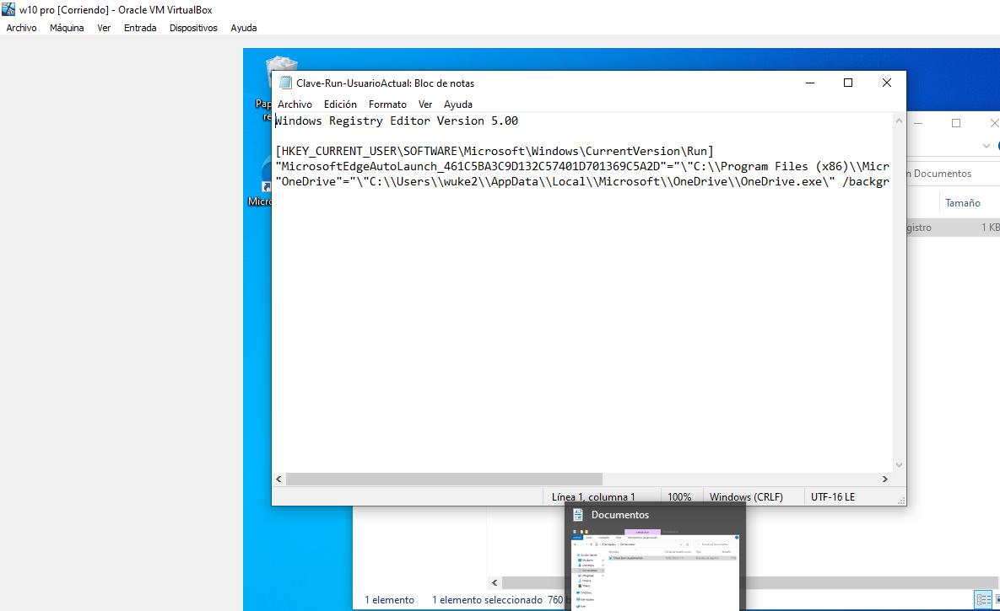 w10 pro [Corriendo] - Oracle VM VirtualBox
Archivo Máquina Ver Entrada Dispositivos Ayuda
Clave-Run-UsuarioActual: Bloc de notas
Archivo Edición Formato Ver Ayuda
Windows Registry Editor Version 5.00
[HKEY_CURRENT_USER\SOFTWARE\Microsoft\Windows\CurrentVersion\Run]
"MicrosoftEdgeAutoLaunch_461C5BA3C9D132C57401D701369C5A2D"="\"C:\\Program Files (x86)\\Micr
"OneDrive"="\"C:\\Users\\wuke2\\AppData\\Local\\Microsoft\\OneDrive\\OneDrive.exe\" /backgr
Pap
re
Micro
n Documentos
Tamaño
gistro 1 KB
Línea 1, columna 1 100% Windows (CRLF) UTF-16 LE
Documentos
1 elemento 1 elemento seleccionado 760 b